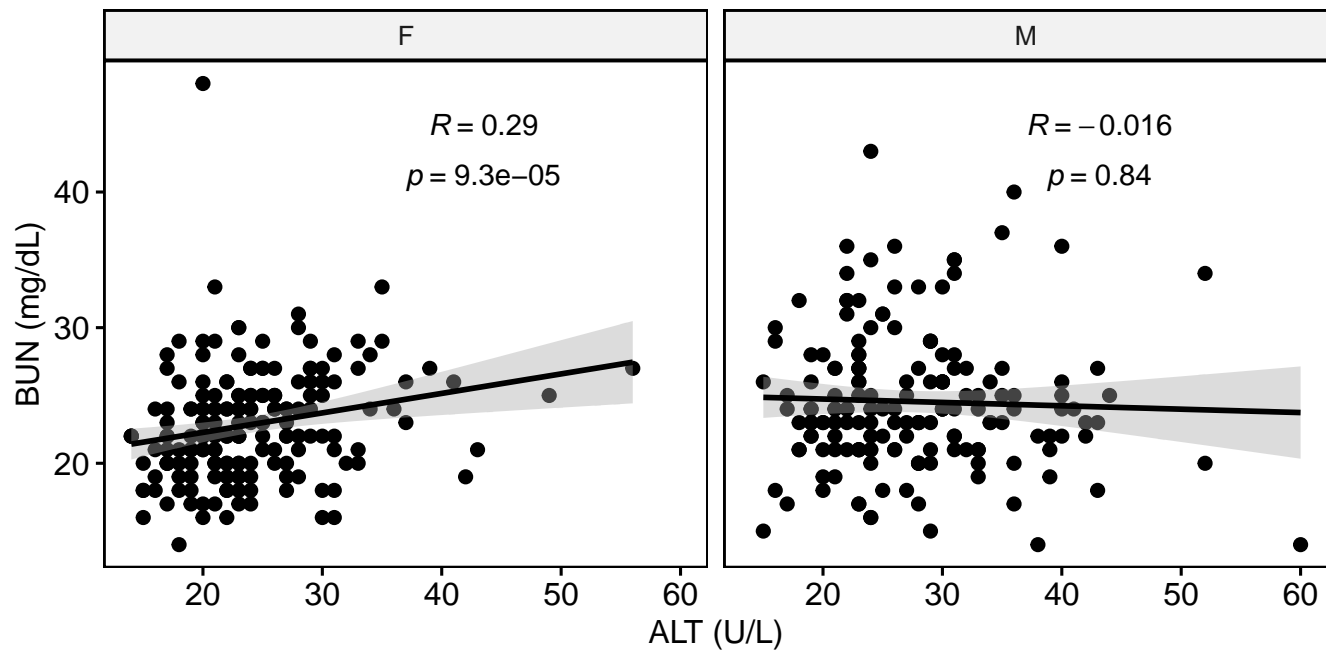 F
M
R = 0.29
p = 9.3e−05
R = −0.016
p = 0.84
BUN (mg/dL)
40
30
20
20
30
40
50
60
20
30
40
50
60
ALT (U/L)